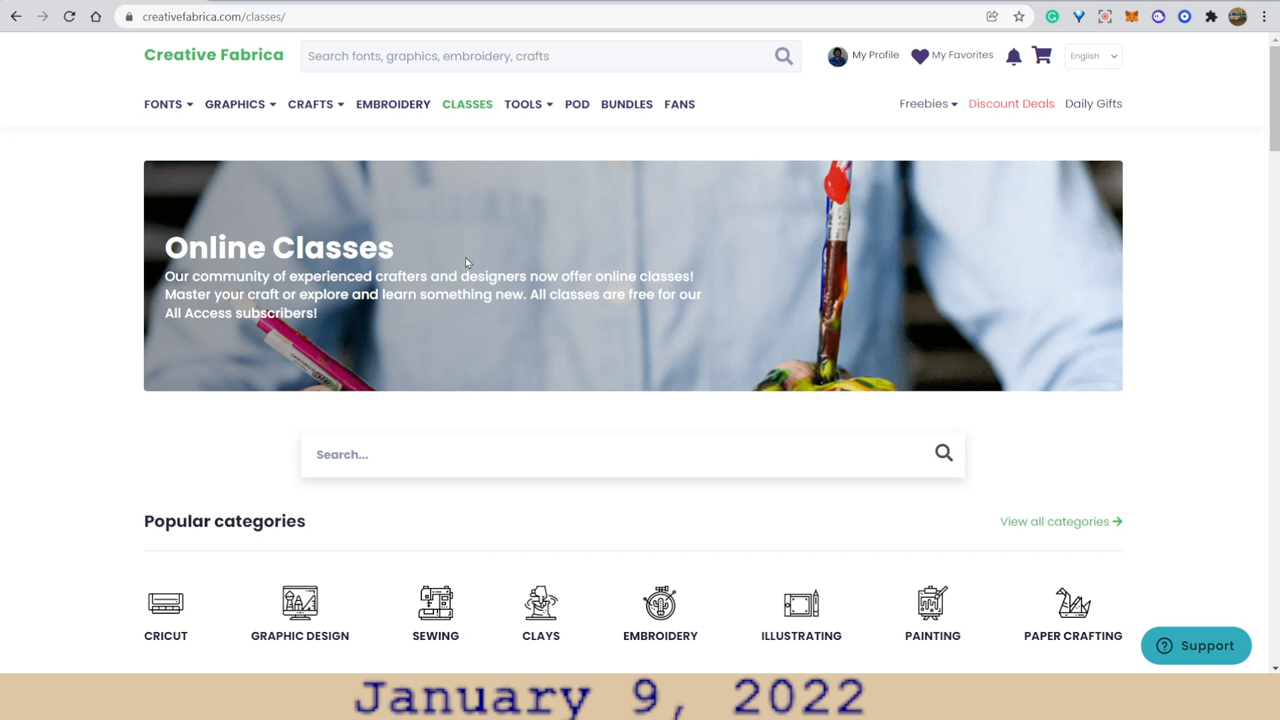 creativefabrica.com/classes/
Creative Fabrica
Search fonts, graphics, embroidery, crafts
My Profile
My Favorites
English
FONTS GRAPHICS CRAFTS EMBROIDERY CLASSES TOOLS POD BUNDLES FANS
Freebies Discount Deals Daily Gifts
Online Classes
Our community of experienced crafters and designers now offer online classes!
Master your craft or explore and learn something new. All classes are free for our
All Access subscribers!
Search...
Popular categories
View all categories
CRICUT GRAPHIC DESIGN SEWING CLAYS EMBROIDERY ILLUSTRATING PAINTING PAPER CRAFTING
Support
January 9, 2022